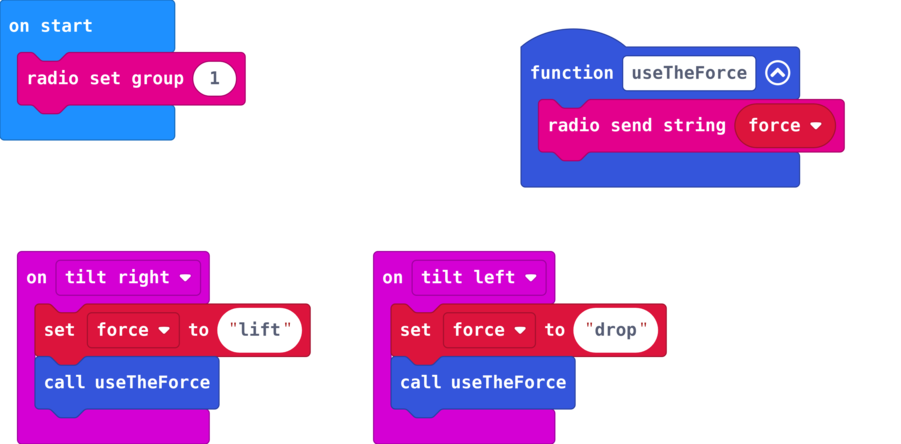 on start
radio set group 1
function useTheForce
radio send string force
on tilt right
set force to "lift"
call useTheForce
on tilt left
set force to "drop"
call useTheForce